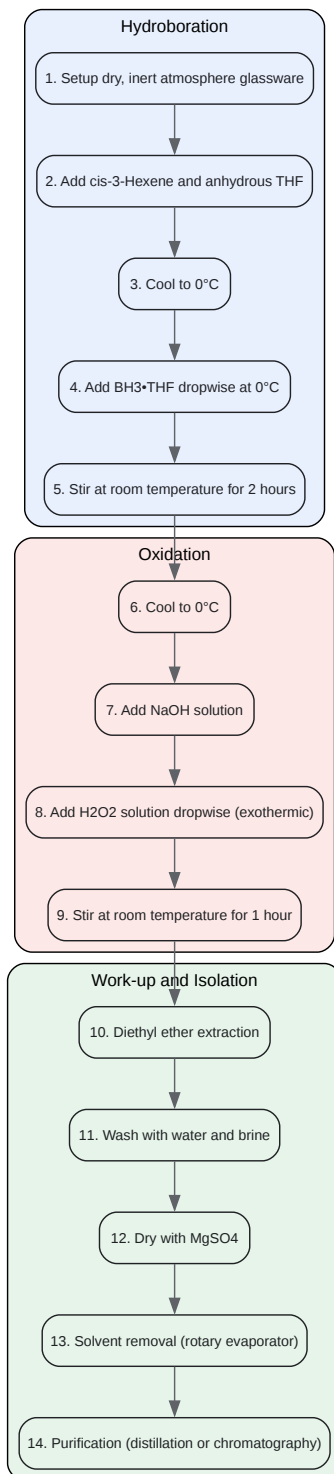 Hydroboration
1. Setup dry, inert atmosphere glassware
2. Add cis-3-Hexene and anhydrous THF
3. Cool to 0°C
4. Add BH3•THF dropwise at 0°C
5. Stir at room temperature for 2 hours
Oxidation
6. Cool to 0°C
7. Add NaOH solution
8. Add H2O2 solution dropwise (exothermic)
9. Stir at room temperature for 1 hour
Work-up and Isolation
10. Diethyl ether extraction
11. Wash with water and brine
12. Dry with MgSO4
13. Solvent removal (rotary evaporator)
14. Purification (distillation or chromatography)